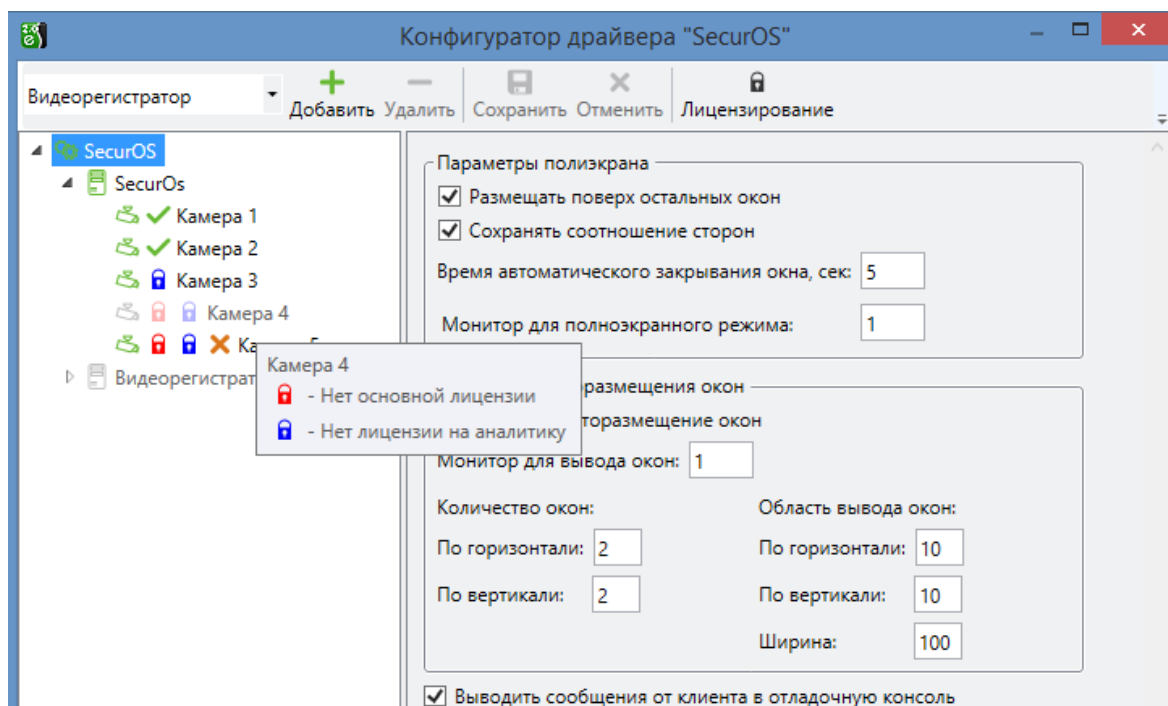 Конфигуратор драйвера "SecurOS"
Видеорегистратор
Добавить Удалить Сохранить Отменить Лицензирование
SecurOS
SecurOs
Камера 1
Камера 2
Камера 3
Камера 4
Видеорегистрат
Камера 4
- Нет основной лицензии
- Нет лицензии на аналитику
Параметры полиэкрана
Размещать поверх остальных окон
Сохранять соотношение сторон
Время автоматического закрывания окна, сек: 5
Монитор для полноэкранного режима: 1
размещения окон
торазмещение окон
Монитор для вывода окон: 1
Количество окон: Область вывода окон:
По горизонтали: 2 По горизонтали: 10
По вертикали: 2 По вертикали: 10
Ширина: 100
Выводить сообщения от клиента в отладочную консоль